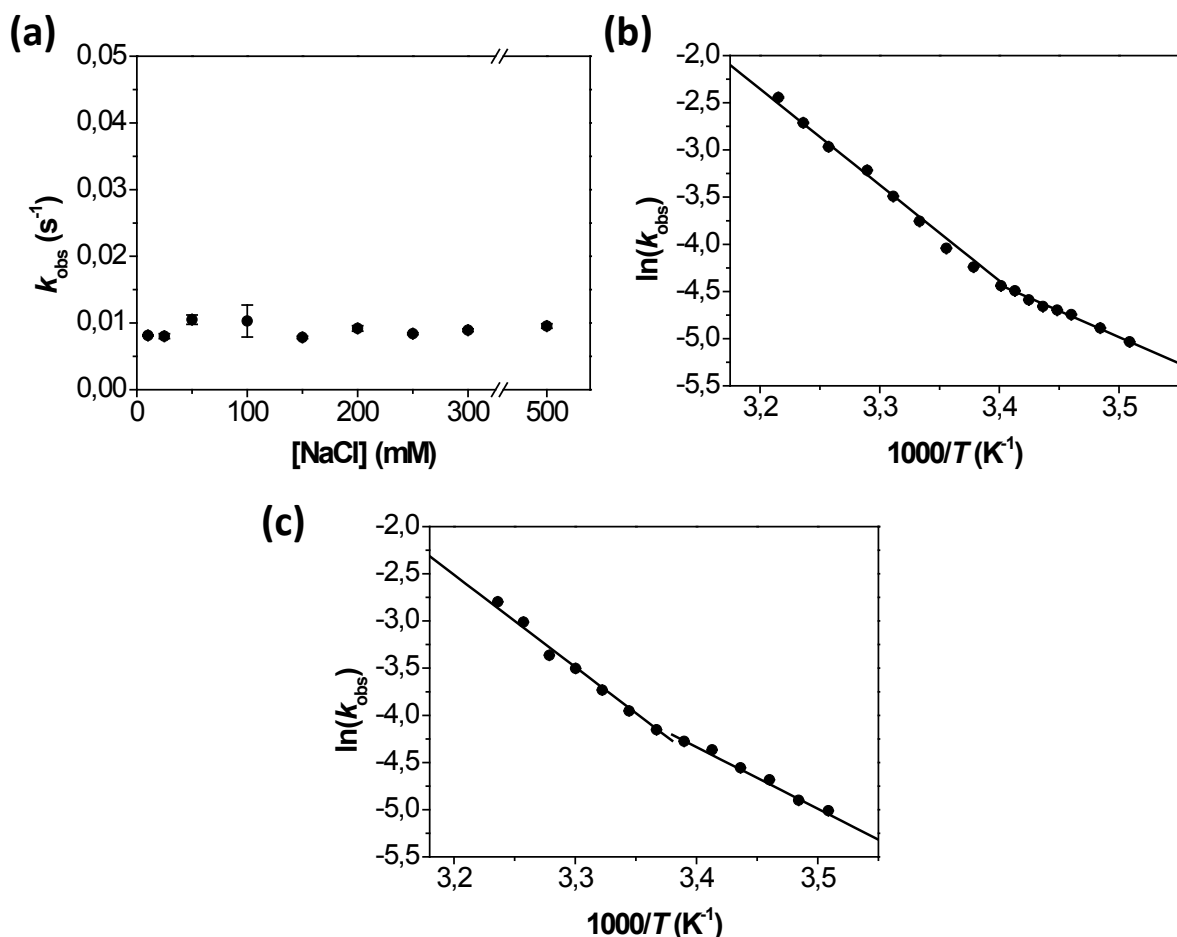 (a)
0,05
0,04
0,03
0,02
0,01
0,00
k_obs (s⁻¹)
0 100 200 300 500
[NaCl] (mM)
(b)
-2,0
-2,5
-3,0
-3,5
-4,0
-4,5
-5,0
-5,5
ln(k_obs)
3,2 3,3 3,4 3,5
1000/T (K⁻¹)
(c)
-2,0
-2,5
-3,0
-3,5
-4,0
-4,5
-5,0
-5,5
ln(k_obs)
3,2 3,3 3,4 3,5
1000/T (K⁻¹)